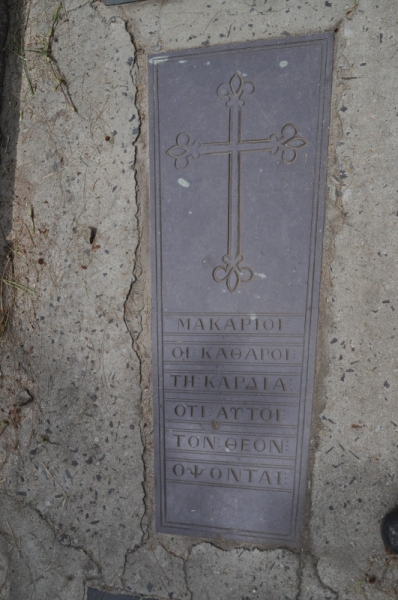 ΜΑΚΑΡΙΟΙ
ΟΙ ΚΑΘΑΡΟΙ
ΤΗ ΚΑΡΔΙΑ:
ΟΤΙ ΑΥΤΟΙ
ΤΟΝ:ΘΕΟΝ:
ΟΨΟΝΤΑΙ